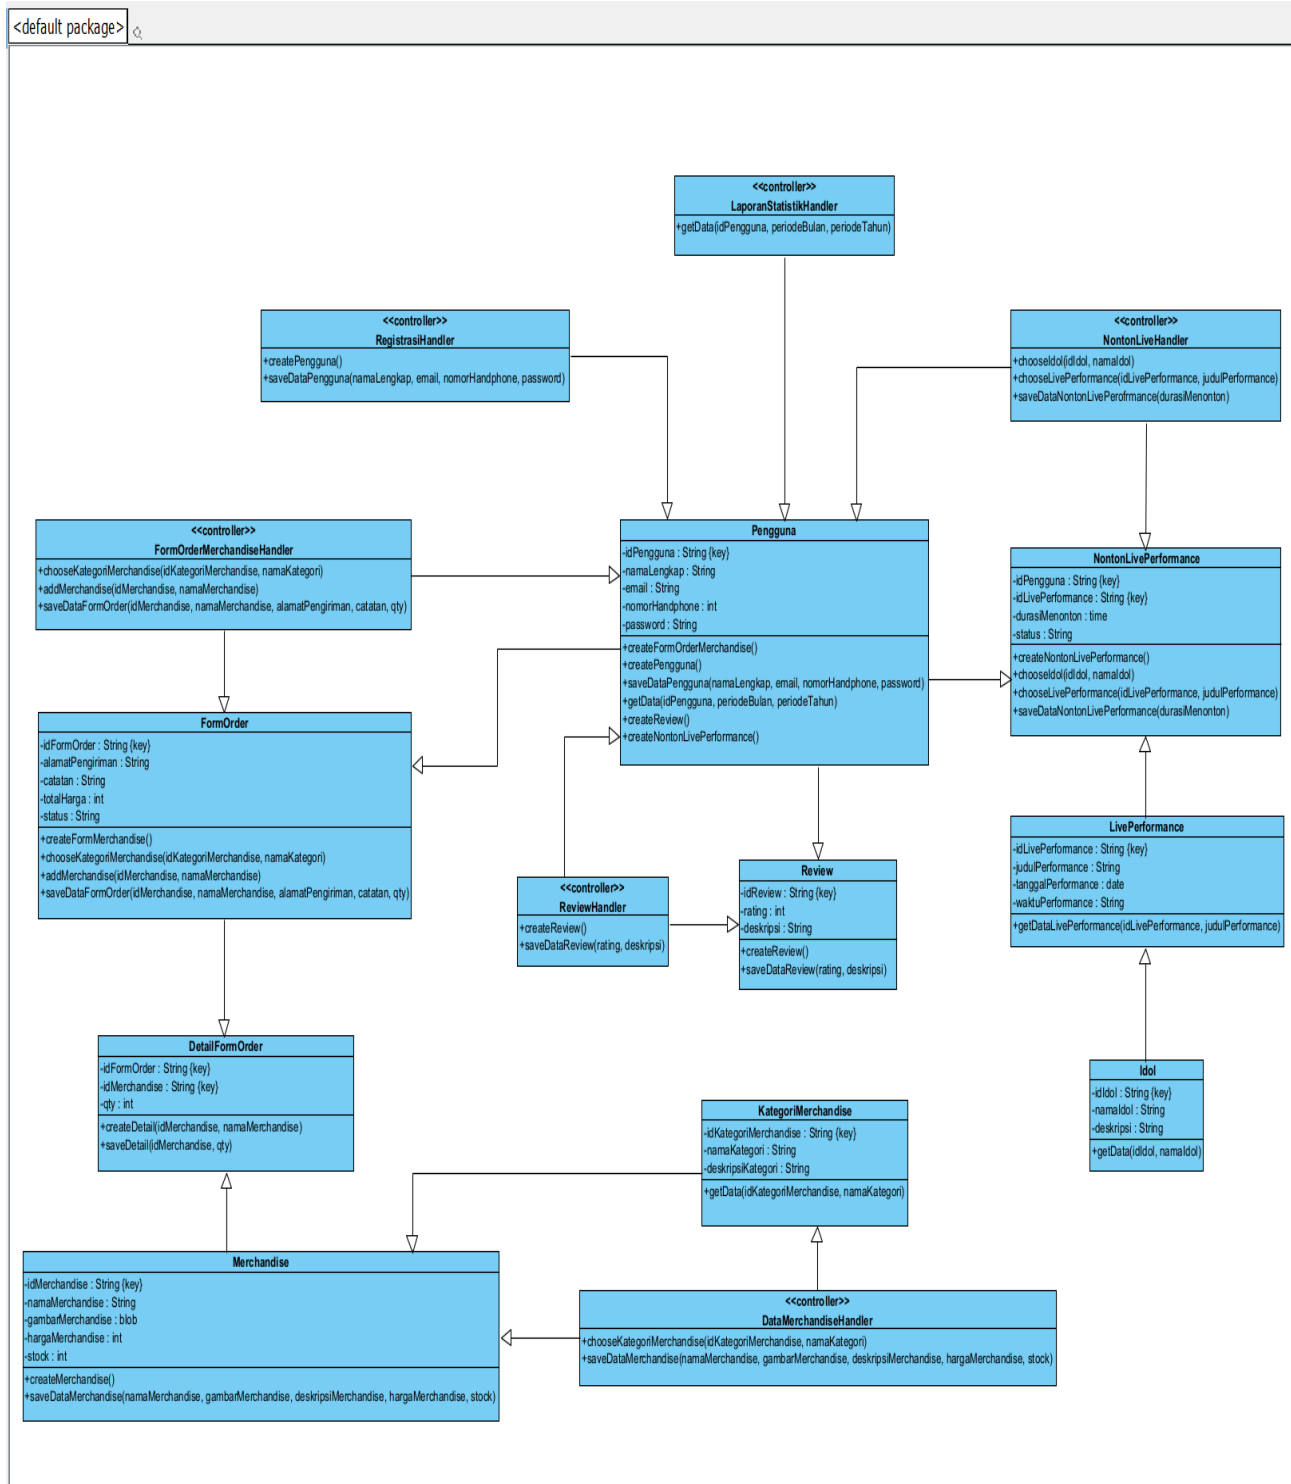 <default package>
<<controller>>
LaporanStatistikHandler
+getData(idPengguna, periodeBulan, periodeTahun)
<<controller>>
RegistrasiHandler
+createPengguna()
+saveDataPengguna(namaLengkap, email, nomorHandphone, password)
<<controller>>
NontonLiveHandler
+chooseIdol(idIdol, namaIdol)
+chooseLivePerformance(idLivePerformance, judulPerformance)
+saveDataNontonLivePerofrmance(durasiMenonton)
<<controller>>
FormOrderMerchandiseHandler
+chooseKategoriMerchandise(idKategoriMerchandise, namaKategori)
+addMerchandise(idMerchandise, namaMerchandise)
+saveDataFormOrder(idMerchandise, namaMerchandise, alamatPengiriman, catatan, qty)
Pengguna
-idPengguna : String {key}
-namaLengkap : String
-email : String
-nomorHandphone : int
-password : String
+createFormOrderMerchandise()
+createPengguna()
+saveDataPengguna(namaLengkap, email, nomorHandphone, password)
+getData(idPengguna, periodeBulan, periodeTahun)
+createReview()
+createNontonLivePerformance()
NontonLivePerformance
-idPengguna : String {key}
-idLivePerformance : String {key}
-durasiMenonton : time
-status : String
+createNontonLivePerformance()
+chooseIdol(idIdol, namaIdol)
+chooseLivePerformance(idLivePerformance, judulPerformance)
+saveDataNontonLivePerformance(durasiMenonton)
FormOrder
-idFormOrder : String {key}
-alamatPengiriman : String
-catatan : String
-totalHarga : int
-status : String
+createFormMerchandise()
+chooseKategoriMerchandise(idKategoriMerchandise, namaKategori)
+addMerchandise(idMerchandise, namaMerchandise)
+saveDataFormOrder(idMerchandise, namaMerchandise, alamatPengiriman, catatan, qty)
LivePerformance
-idLivePerformance : String {key}
-judulPerformance : String
-tanggalPerformance : date
-waktuPerformance : String
+getDataLivePerformance(idLivePerformance, judulPerformance)
<<controller>>
ReviewHandler
+createReview()
+saveDataReview(rating, deskripsi)
Review
-idReview : String {key}
-rating : int
-deskripsi : String
+createReview()
+saveDataReview(rating, deskripsi)
DetailFormOrder
-idFormOrder : String {key}
-idMerchandise : String {key}
-qty : int
+createDetail(idMerchandise, namaMerchandise)
+saveDetail(idMerchandise, qty)
Idol
-idIdol : String {key}
-namaIdol : String
-deskripsi : String
+getData(idIdol, namaIdol)
KategoriMerchandise
-idKategoriMerchandise : String {key}
-namaKategori : String
-deskripsiKategori : String
+getData(idKategoriMerchandise, namaKategori)
Merchandise
-idMerchandise : String {key}
-namaMerchandise : String
-gambarMerchandise : blob
-hargaMerchandise : int
-stock : int
+createMerchandise()
+saveDataMerchandise(namaMerchandise, gambarMerchandise, deskripsiMerchandise, hargaMerchandise, stock)
<<controller>>
DataMerchandiseHandler
+chooseKategoriMerchandise(idKategoriMerchandise, namaKategori)
+saveDataMerchandise(namaMerchandise, gambarMerchandise, deskripsiMerchandise, hargaMerchandise, stock)